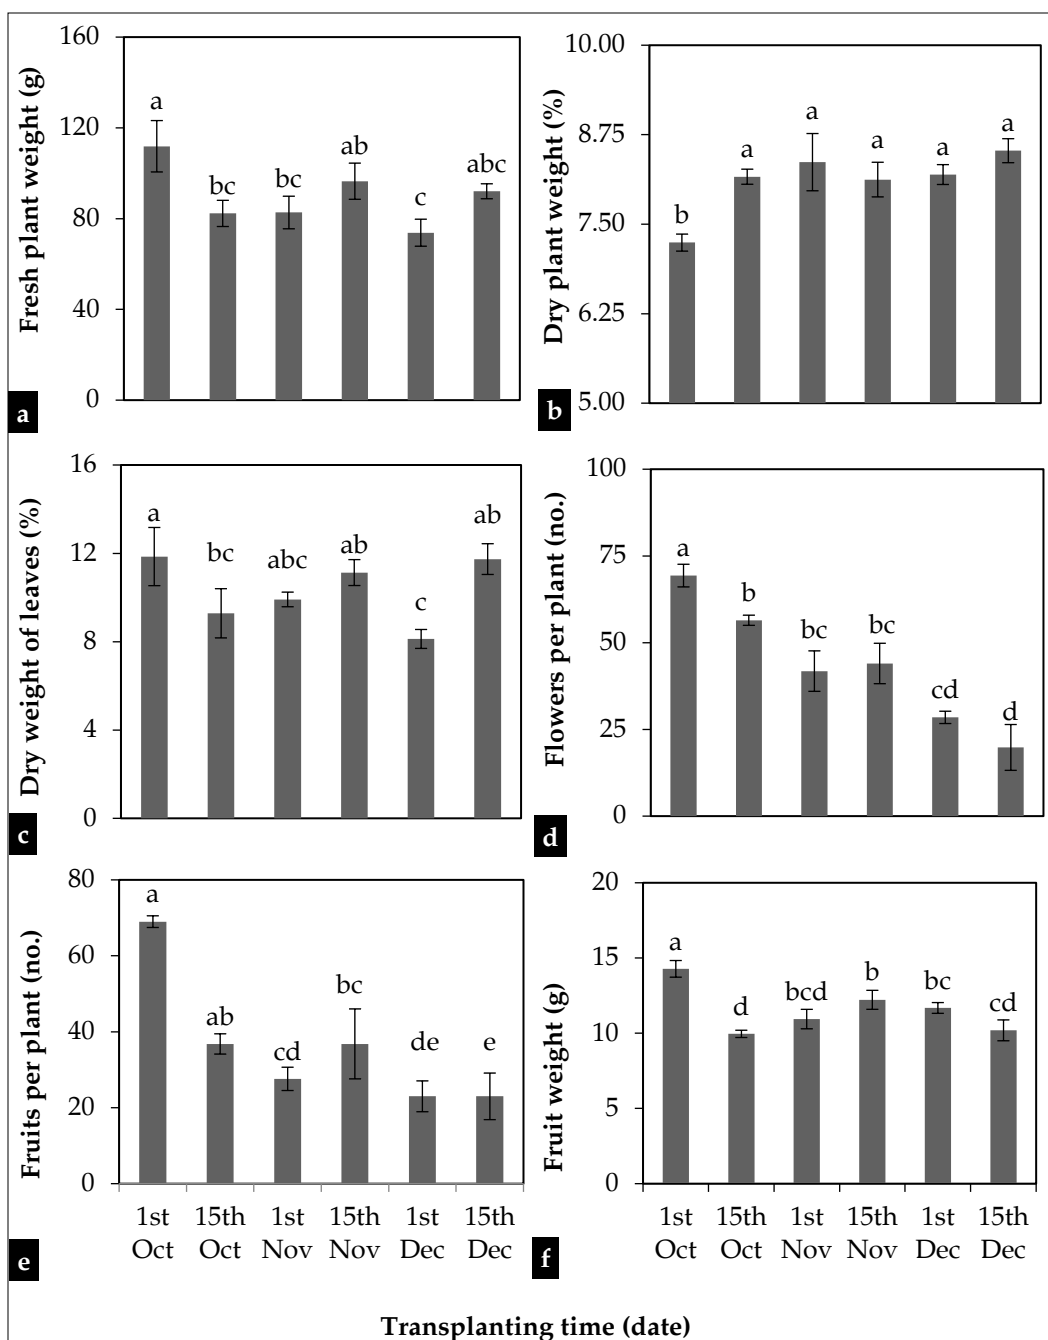 Fresh plant weight (g)
160
120
80
40
0
a
bc
bc
ab
c
abc
a
Dry plant weight (%)
10.00
8.75
7.50
6.25
5.00
b
a
a
a
a
a
b
Dry weight of leaves (%)
16
12
8
4
0
a
bc
abc
ab
c
ab
c
Flowers per plant (no.)
100
75
50
25
0
a
b
bc
bc
cd
d
d
Fruits per plant (no.)
80
60
40
20
0
a
ab
cd
bc
de
e
1st 15th 1st 15th 1st 15th
Oct Oct Nov Nov Dec Dec
e
Fruit weight (g)
20
15
10
5
0
a
d
bcd
b
bc
cd
1st 15th 1st 15th 1st 15th
Oct Oct Nov Nov Dec Dec
f
Transplanting time (date)